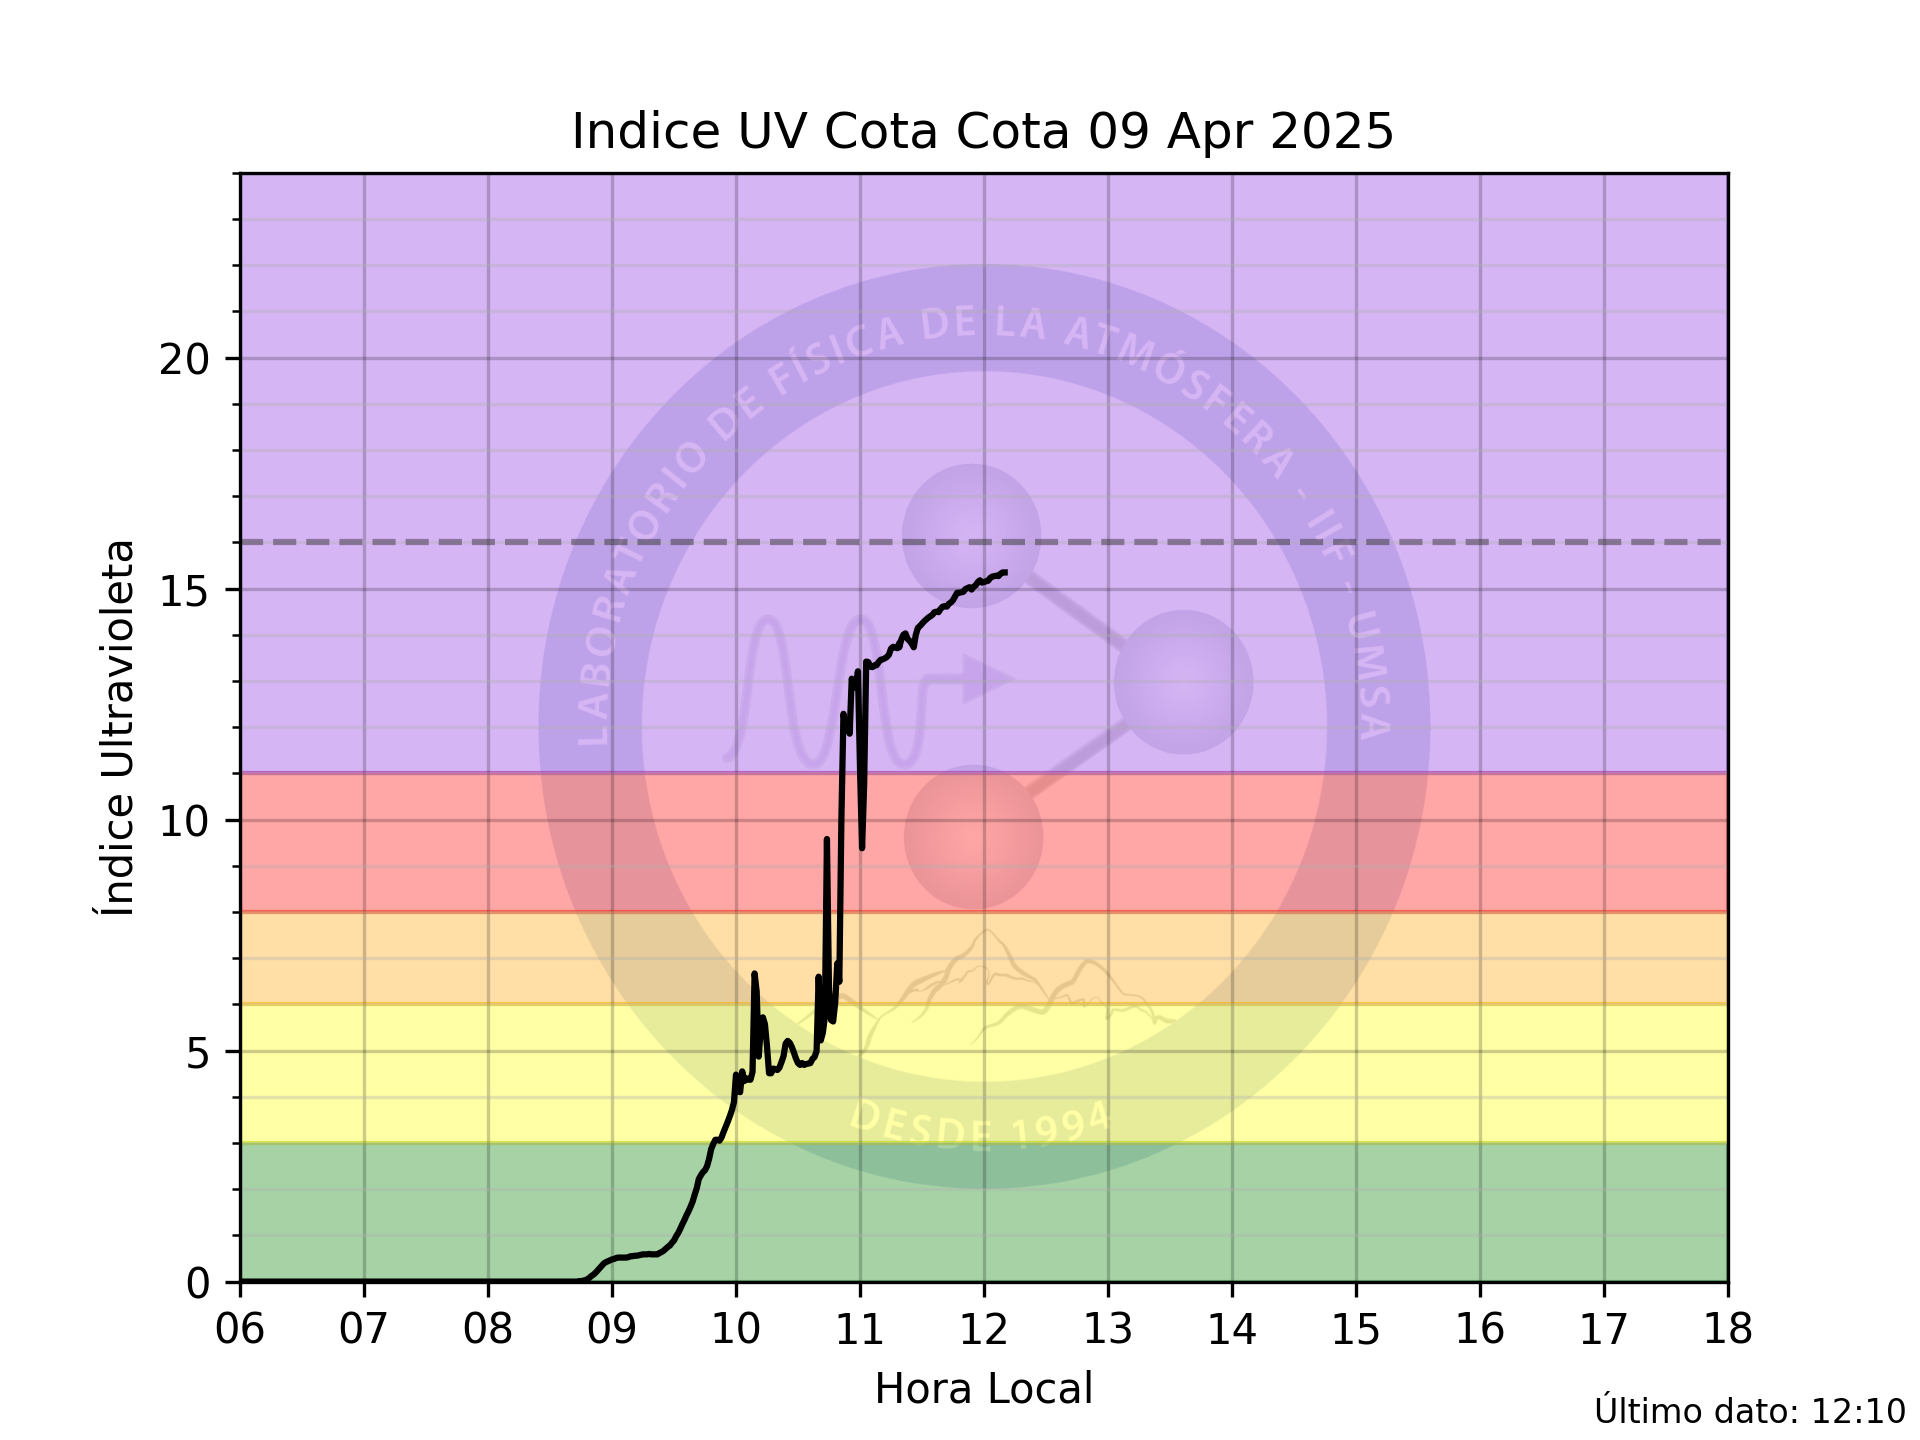 Indice UV Cota Cota 09 Apr 2025
Índice Ultravioleta
20
15
10
5
0
LABORATORIO DE FÍSICA DE LA ATMÓSFERA - IIF - UMSA
DESDE 1994
06 07 08 09 10 11 12 13 14 15 16 17 18
Hora Local
Último dato: 12:10